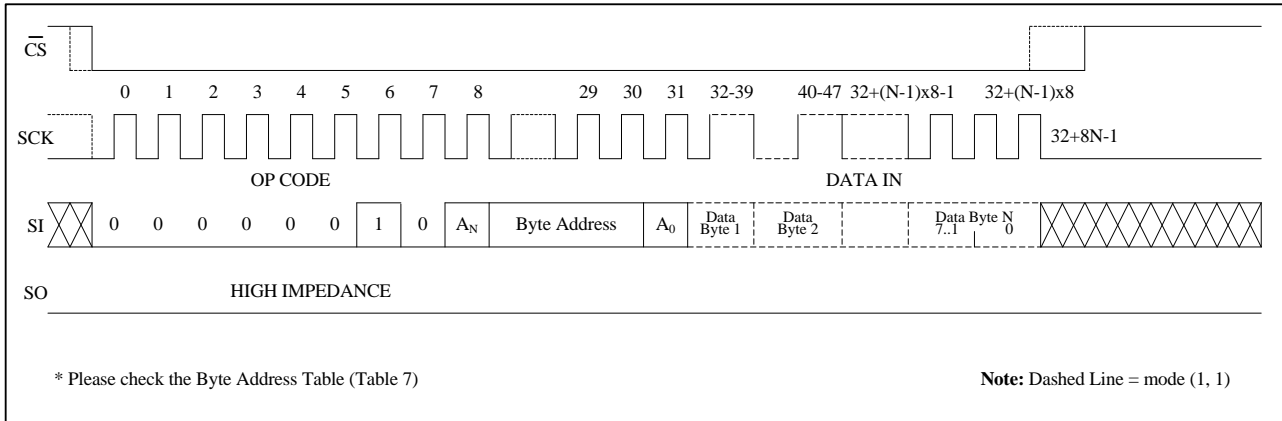 CS
0 1 2 3 4 5 6 7 8 29 30 31 32-39 40-47 32+(N-1)x8-1 32+(N-1)x8
SCK 32+8N-1
OP CODE DATA IN
SI 0 0 0 0 0 0 1 0 AN Byte Address A0 Data Byte 1 Data Byte 2 Data Byte N 7..1 0
SO HIGH IMPEDANCE
* Please check the Byte Address Table (Table 7) Note: Dashed Line = mode (1, 1)